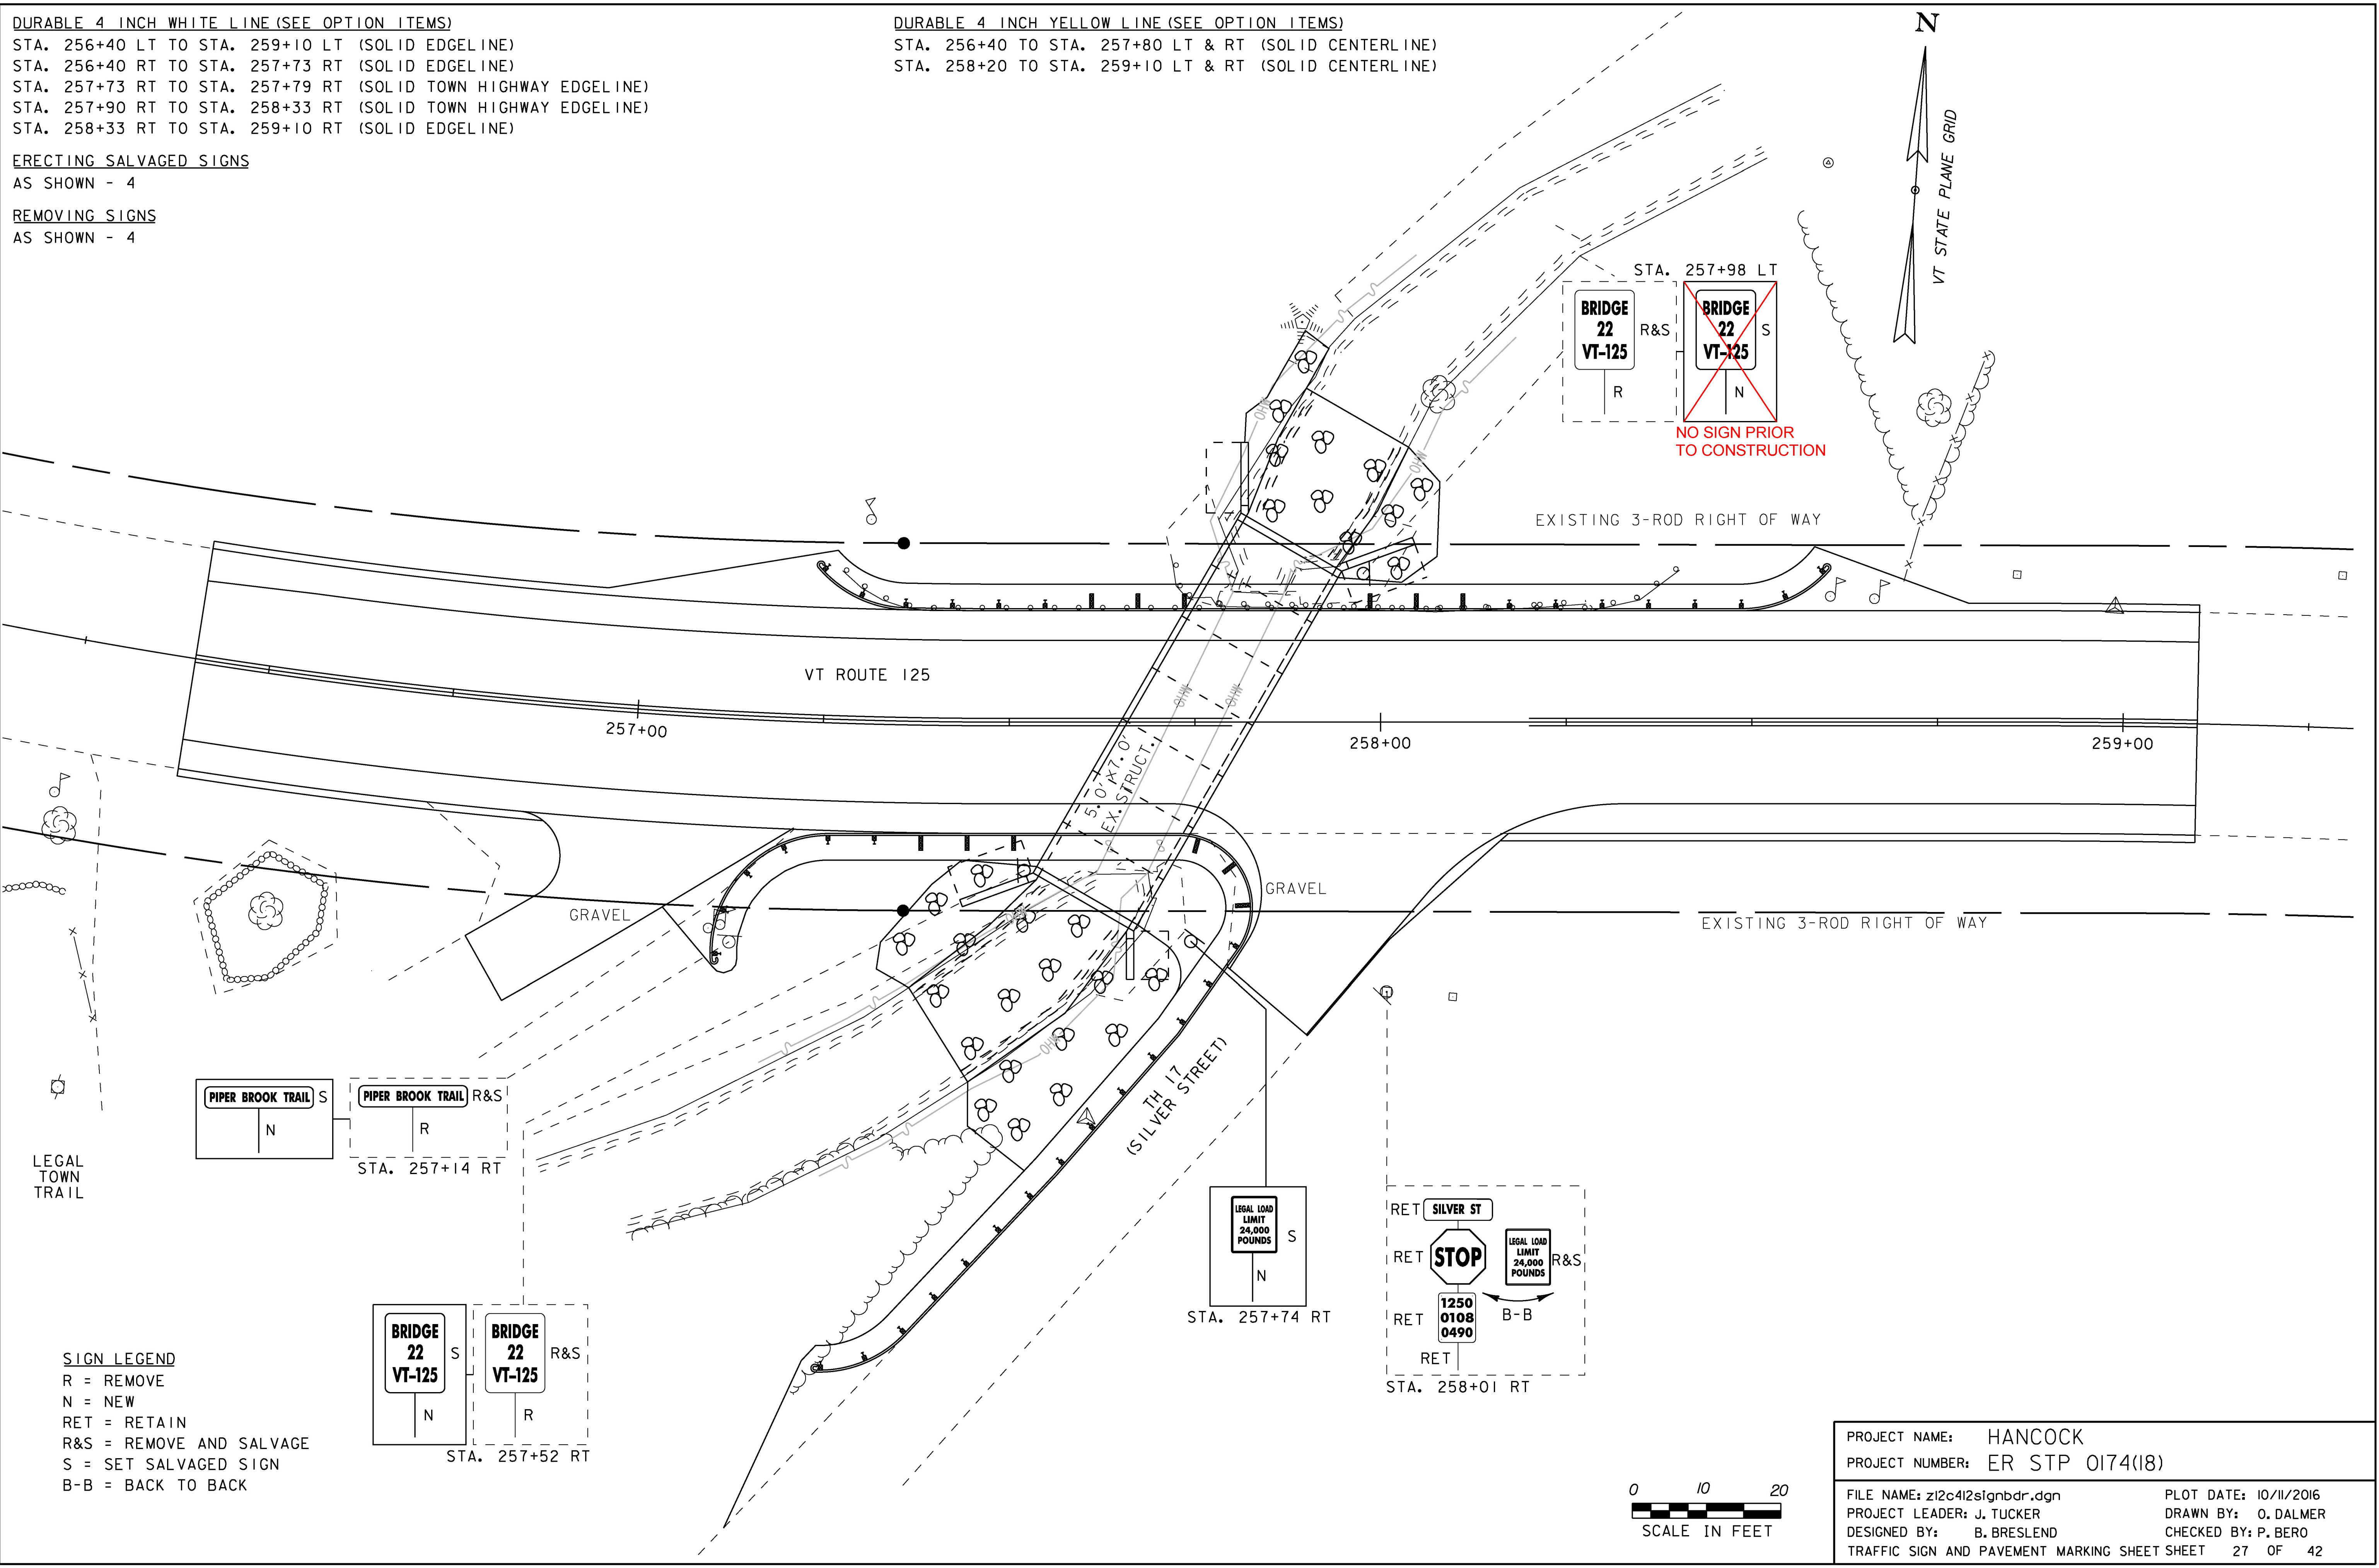 DURABLE 4 INCH WHITE LINE (SEE OPTION ITEMS)
STA. 256+40 LT TO STA. 259+10 LT (SOLID EDGELINE)
STA. 256+40 RT TO STA. 257+73 RT (SOLID EDGELINE)
STA. 257+73 RT TO STA. 257+79 RT (SOLID TOWN HIGHWAY EDGELINE)
STA. 257+90 RT TO STA. 258+33 RT (SOLID TOWN HIGHWAY EDGELINE)
STA. 258+33 RT TO STA. 259+10 RT (SOLID EDGELINE)
ERECTING SALVAGED SIGNS
AS SHOWN - 4
REMOVING SIGNS
AS SHOWN - 4
DURABLE 4 INCH YELLOW LINE (SEE OPTION ITEMS)
STA. 256+40 TO STA. 257+80 LT & RT (SOLID CENTERLINE)
STA. 258+20 TO STA. 259+10 LT & RT (SOLID CENTERLINE)
N
VT STATE PLANE GRID
STA. 257+98 LT
BRIDGE
22
VT-125
R&S
R
BRIDGE
22
VT-125
S
N
NO SIGN PRIOR
TO CONSTRUCTION
EXISTING 3-ROD RIGHT OF WAY
OHW
OHW
VT ROUTE 125
OHW
OHW
257+00
258+00
259+00
5.0' X 7.0'
EX. STRUCT.
GRAVEL
GRAVEL
EXISTING 3-ROD RIGHT OF WAY
OHW
OHW
TH 17
(SILVER STREET)
LEGAL
TOWN
TRAIL
PIPER BROOK TRAIL
S
N
PIPER BROOK TRAIL
R&S
R
STA. 257+14 RT
BRIDGE
22
VT-125
S
N
BRIDGE
22
VT-125
R&S
R
STA. 257+52 RT
LEGAL LOAD
LIMIT
24,000
POUNDS
S
N
STA. 257+74 RT
RET
SILVER ST
RET
STOP
LEGAL LOAD
LIMIT
24,000
POUNDS
R&S
RET
1250
0108
0490
B-B
RET
STA. 258+01 RT
SIGN LEGEND
R = REMOVE
N = NEW
RET = RETAIN
R&S = REMOVE AND SALVAGE
S = SET SALVAGED SIGN
B-B = BACK TO BACK
0 10 20
SCALE IN FEET
PROJECT NAME: HANCOCK
PROJECT NUMBER: ER STP 0174(18)
FILE NAME: z12c412signbdr.dgn
PLOT DATE: 10/11/2016
PROJECT LEADER: J. TUCKER
DRAWN BY: O. DALMER
DESIGNED BY: B. BRESLEND
CHECKED BY: P. BERO
TRAFFIC SIGN AND PAVEMENT MARKING SHEET
SHEET 27 OF 42